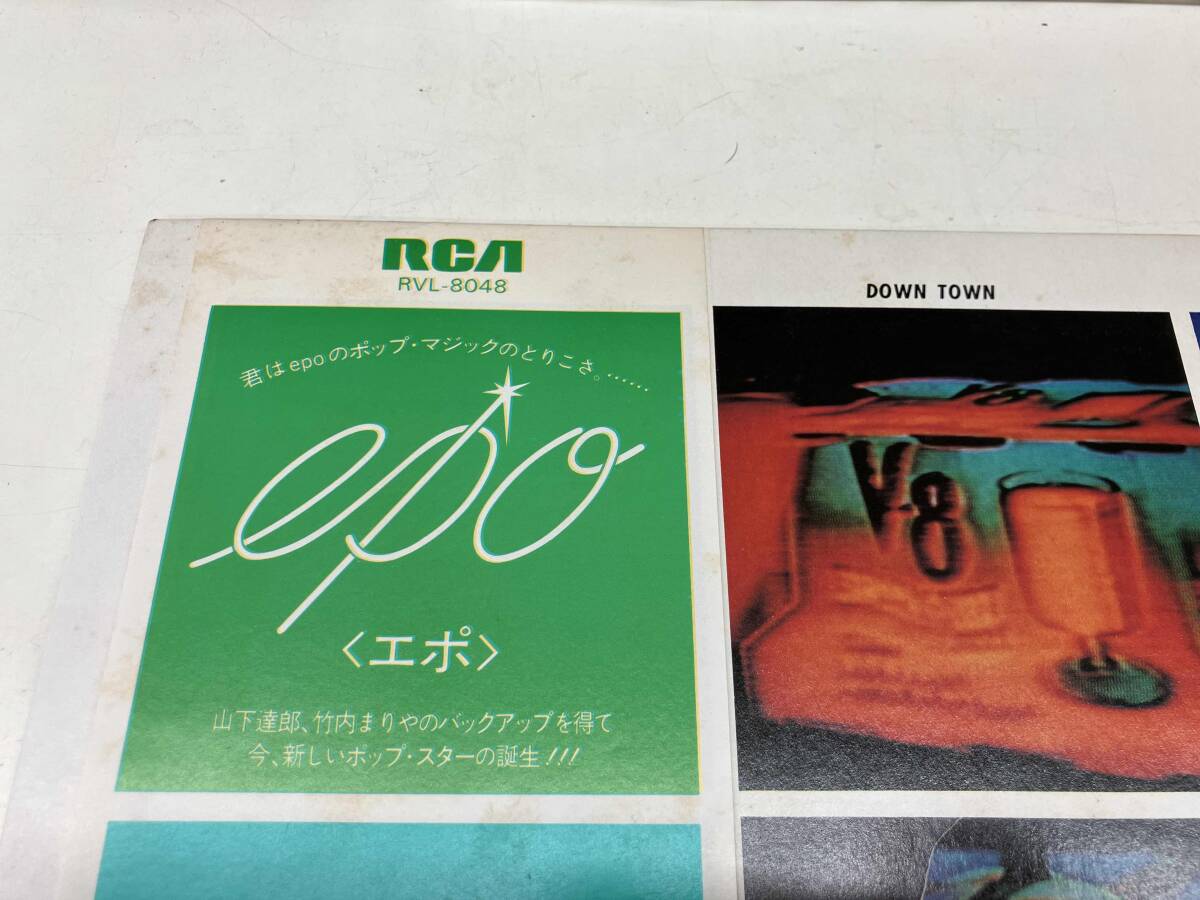 RCA
RVL-8048
君はepoのポップ・マジックのとりこさ。……
epo
〈エポ〉
山下達郎、竹内まりやのバックアップを得て
今、新しいポップ・スターの誕生!!!
DOWN TOWN
V8
V-8